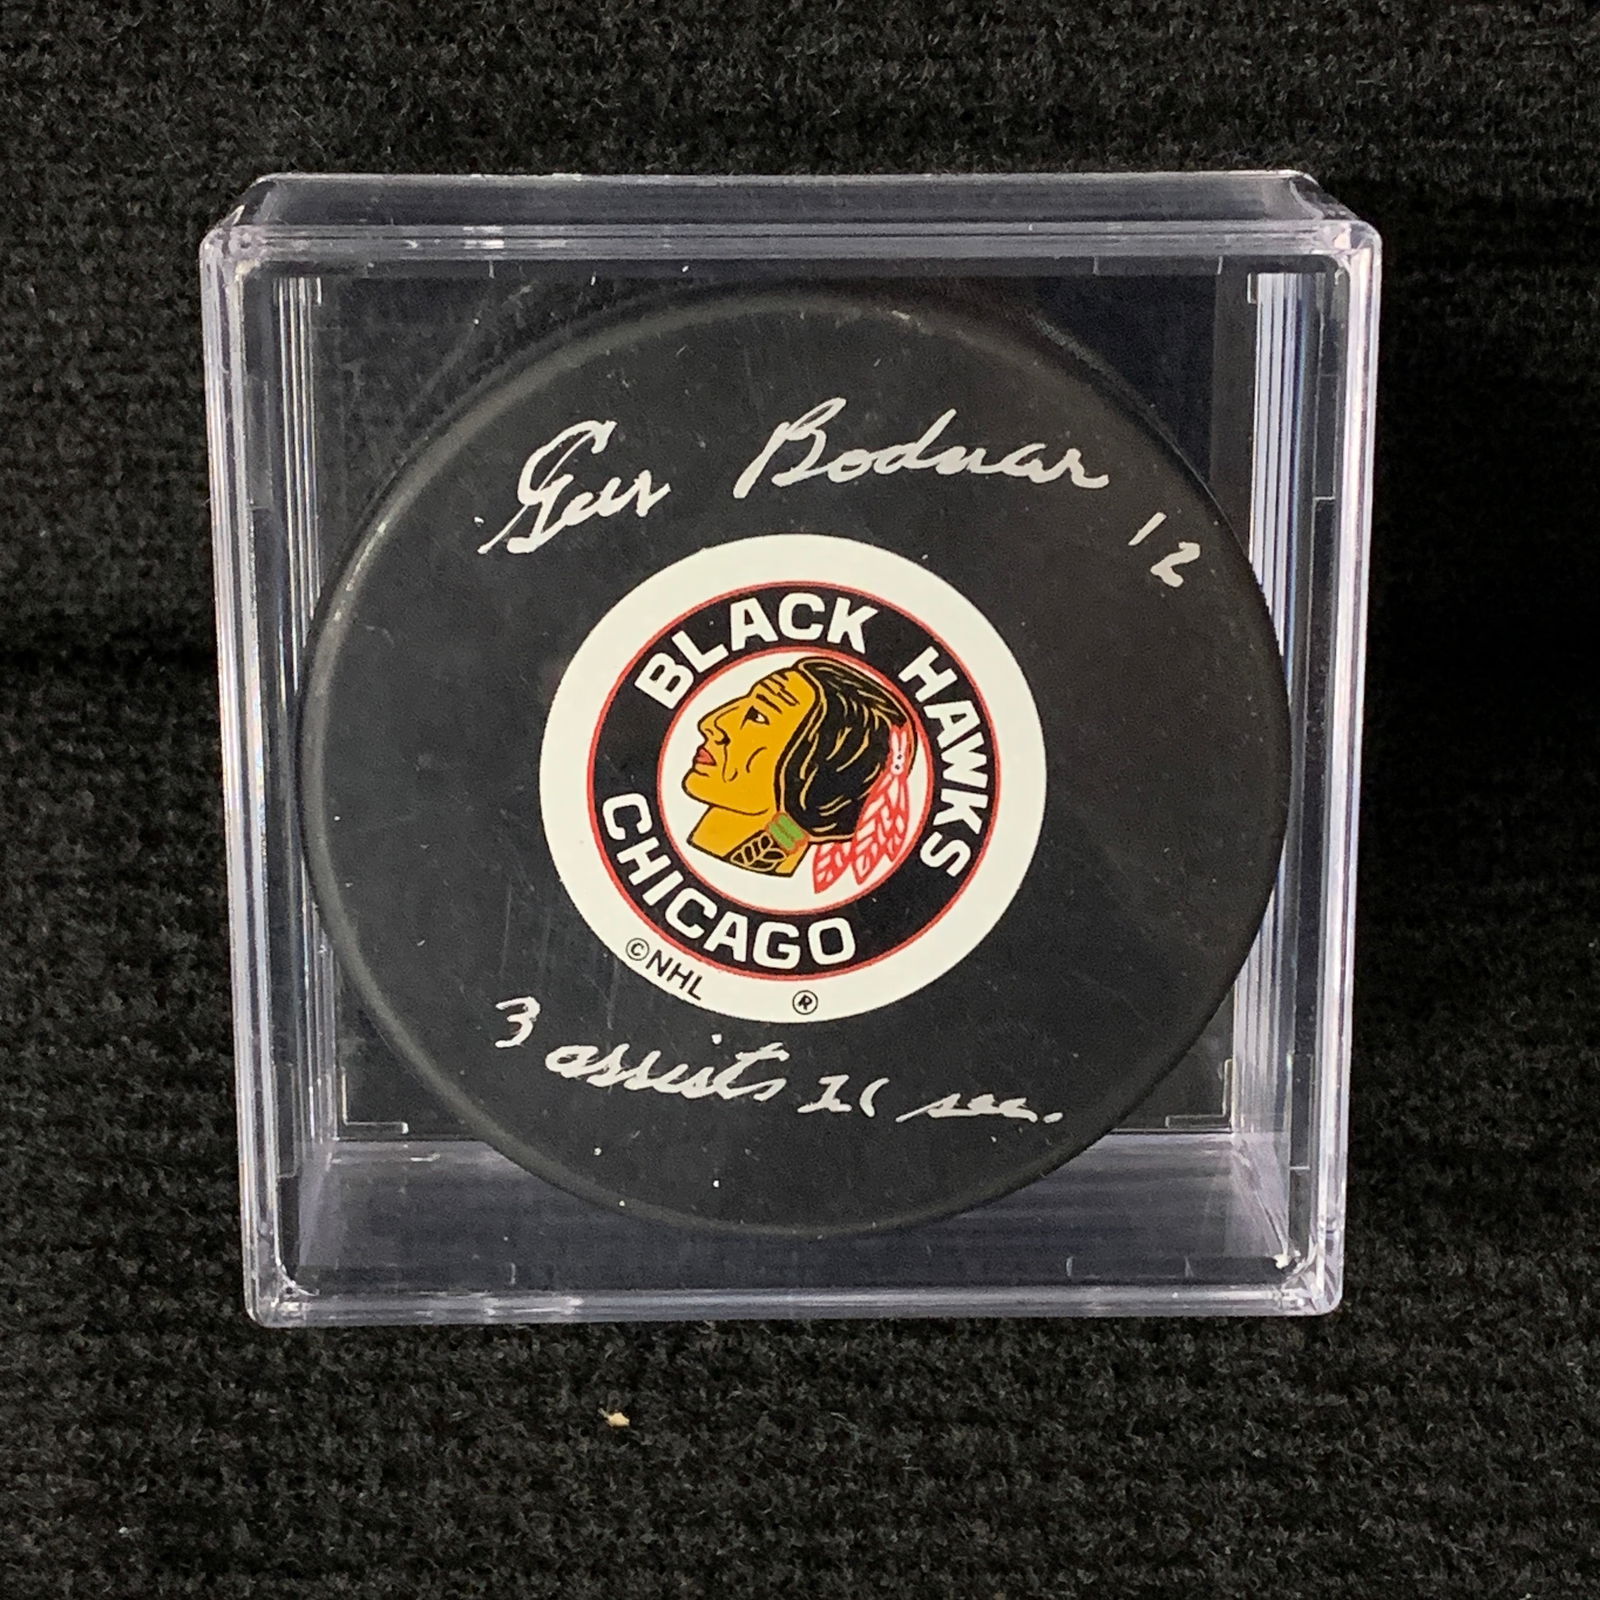 Gus Bodnar 12
BLACK HAWKS
CHICAGO
©NHL ®
3 assists 21 sec.